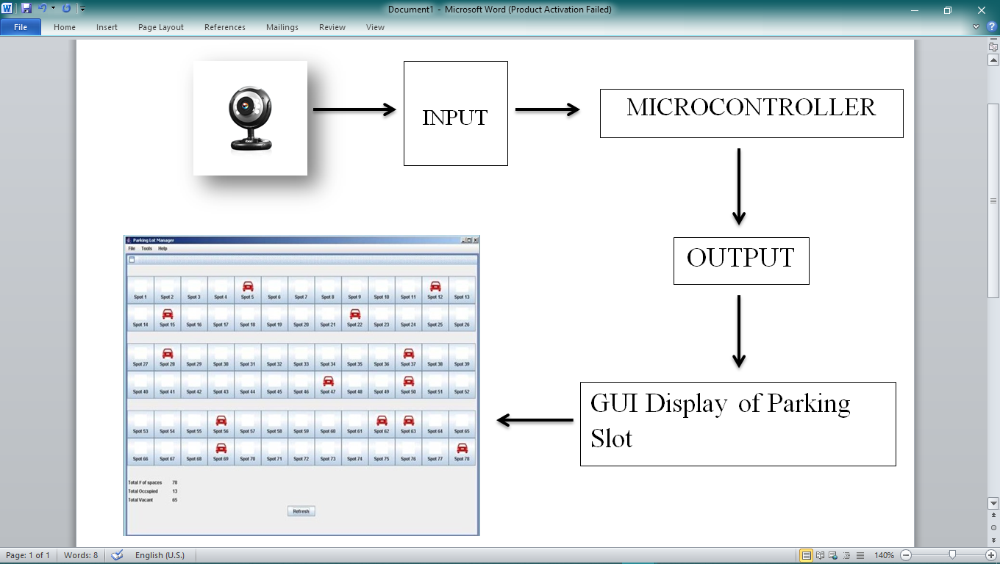 Document1 - Microsoft Word (Product Activation Failed)
File Home Insert Page Layout References Mailings Review View
INPUT
MICROCONTROLLER
OUTPUT
GUI Display of Parking
Slot
Parking Lot Manager
File Tools Help
Spot 1 Spot 2 Spot 3 Spot 4 Spot 5 Spot 6 Spot 7 Spot 8 Spot 9 Spot 10 Spot 11 Spot 12 Spot 13
Spot 14 Spot 15 Spot 16 Spot 17 Spot 18 Spot 19 Spot 20 Spot 21 Spot 22 Spot 23 Spot 24 Spot 25 Spot 26
Spot 27 Spot 28 Spot 29 Spot 30 Spot 31 Spot 32 Spot 33 Spot 34 Spot 35 Spot 36 Spot 37 Spot 38 Spot 39
Spot 40 Spot 41 Spot 42 Spot 43 Spot 44 Spot 45 Spot 46 Spot 47 Spot 48 Spot 49 Spot 50 Spot 51 Spot 52
Spot 53 Spot 54 Spot 55 Spot 56 Spot 57 Spot 58 Spot 59 Spot 60 Spot 61 Spot 62 Spot 63 Spot 64 Spot 65
Spot 66 Spot 67 Spot 68 Spot 69 Spot 70 Spot 71 Spot 72 Spot 73 Spot 74 Spot 75 Spot 76 Spot 77 Spot 78
Total # of spaces 78
Total Occupied 13
Total Vacant 65
Refresh
Page: 1 of 1 Words: 8 English (U.S.) 140%